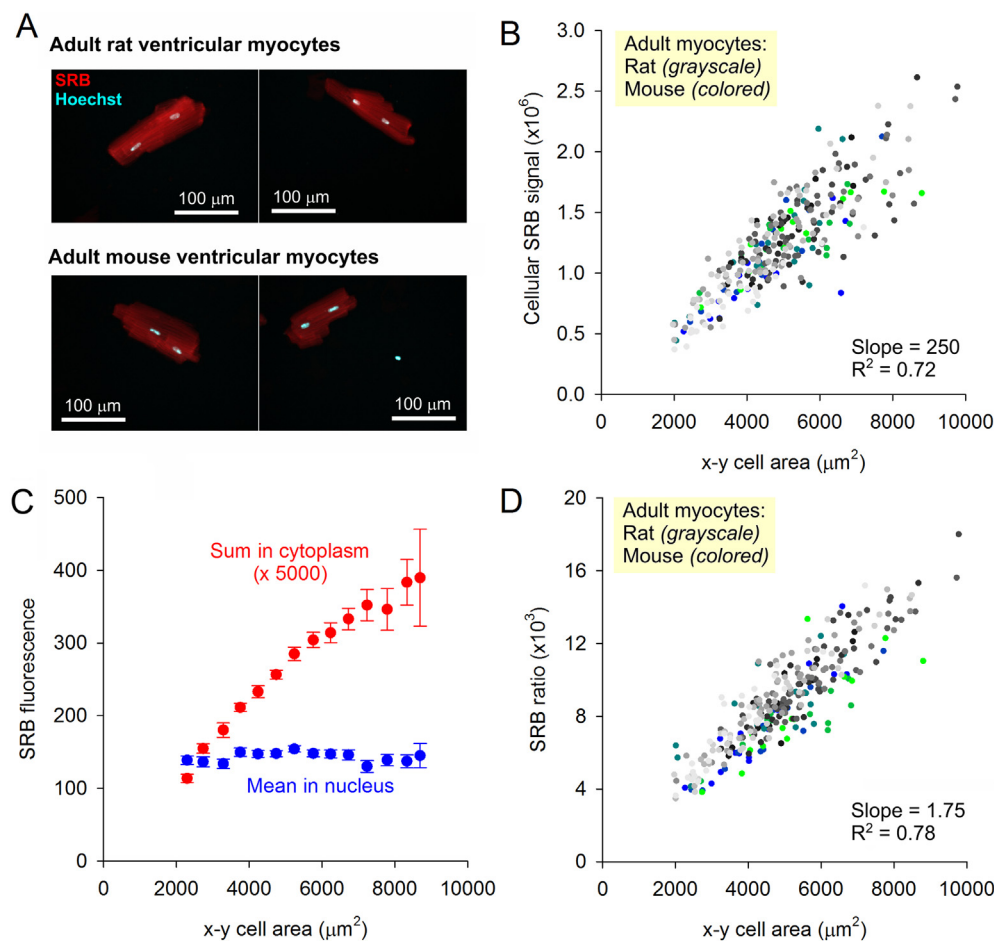 A
Adult rat ventricular myocytes
SRB
Hoechst
100 μm
100 μm
Adult mouse ventricular myocytes
100 μm
100 μm
B
Adult myocytes:
Rat (grayscale)
Mouse (colored)
Cellular SRB signal (x10⁶)
3.0
2.5
2.0
1.5
1.0
0.5
0.0
Slope = 250
R² = 0.72
0 2000 4000 6000 8000 10000
x-y cell area (μm²)
C
SRB fluorescence
500
400
300
200
100
0
Sum in cytoplasm
(x 5000)
Mean in nucleus
0 2000 4000 6000 8000 10000
x-y cell area (μm²)
D
Adult myocytes:
Rat (grayscale)
Mouse (colored)
SRB ratio (x10³)
20
16
12
8
4
0
Slope = 1.75
R² = 0.78
0 2000 4000 6000 8000 10000
x-y cell area (μm²)